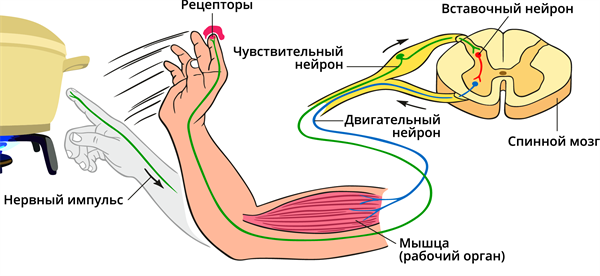 Рецепторы
Вставочный нейрон
Чувствительный
нейрон
Двигательный
нейрон
Спинной мозг
Нервный импульс
Мышца
(рабочий орган)